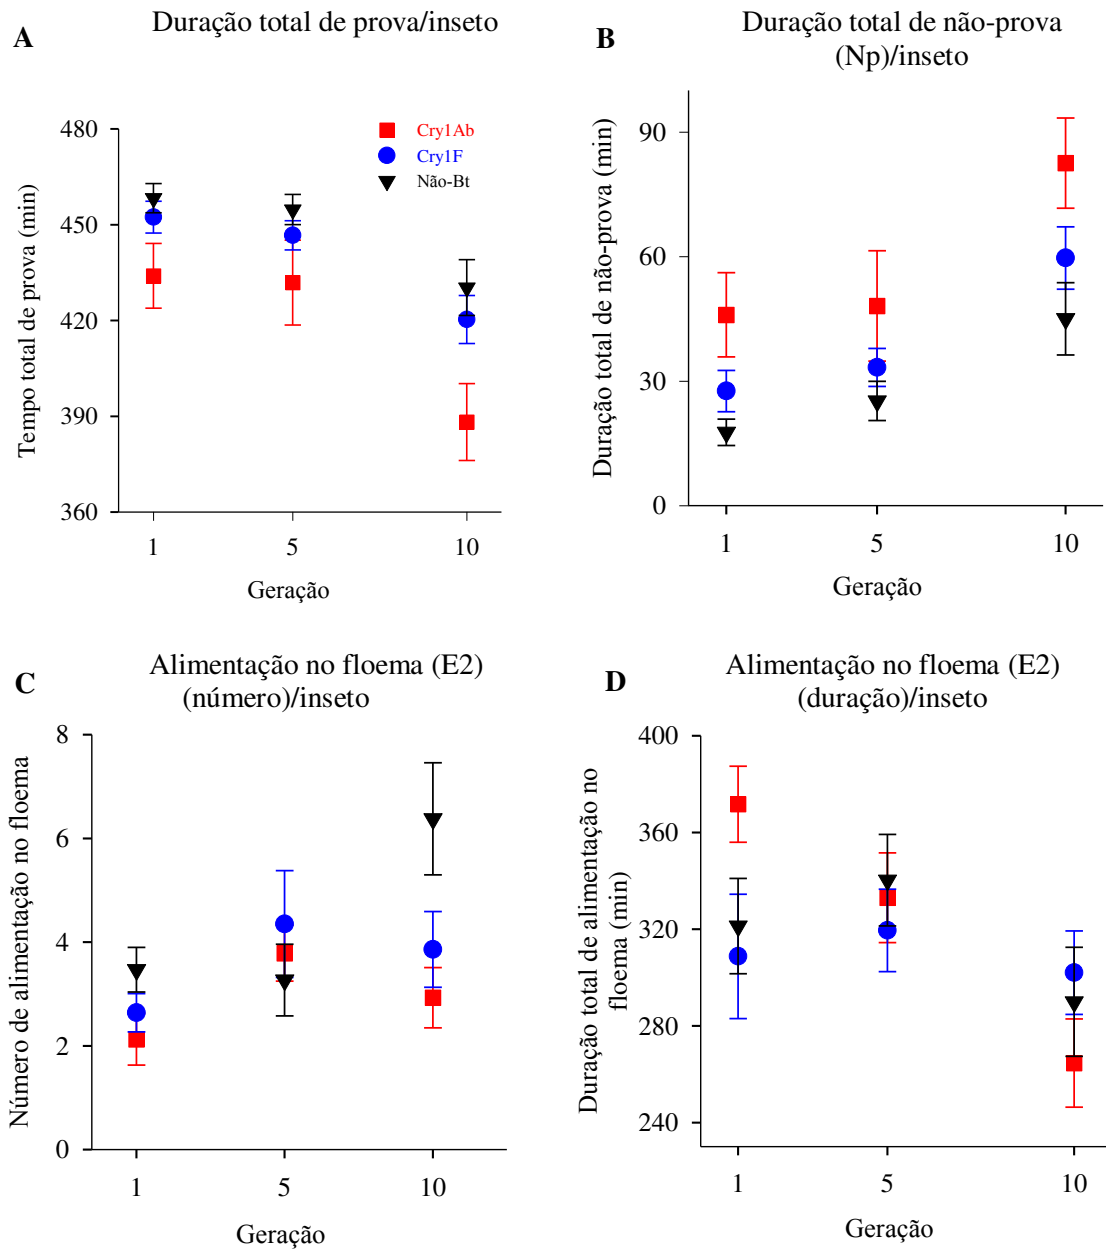 A
Duração total de prova/inseto
480
450
420
390
360
Tempo total de prova (min)
Cry1Ab
Cry1F
Não-Bt
1 5 10
Geração
B
Duração total de não-prova
(Np)/inseto
90
60
30
0
Duração total de não-prova (min)
1 5 10
Geração
C
Alimentação no floema (E2)
(número)/inseto
8
6
4
2
0
Número de alimentação no floema
1 5 10
Geração
D
Alimentação no floema (E2)
(duração)/inseto
400
360
320
280
240
Duração total de alimentação no
floema (min)
1 5 10
Geração